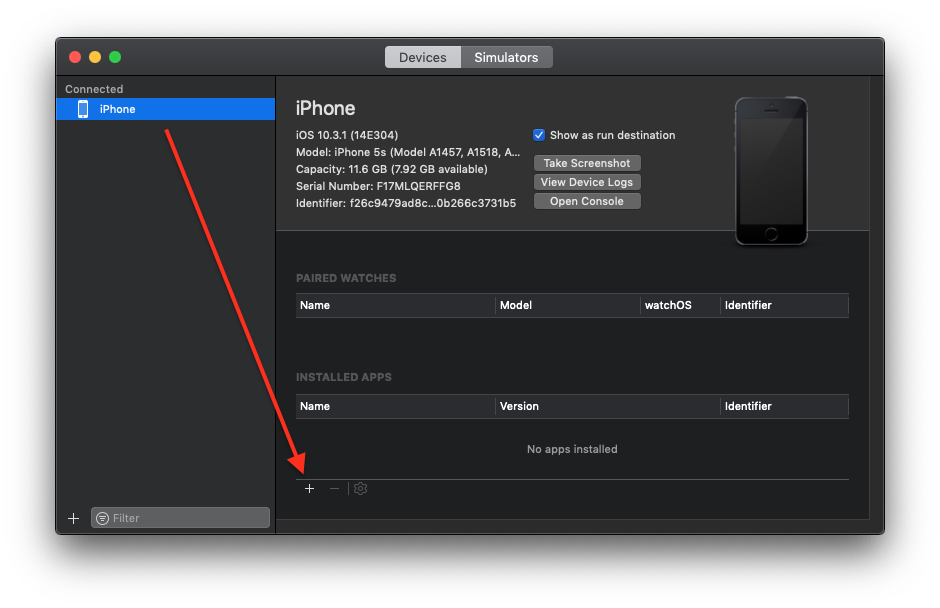 Devices
Simulators
Connected
iPhone
iPhone
iOS 10.3.1 (14E304)
Model: iPhone 5s (Model A1457, A1518, A...
Capacity: 11.6 GB (7.92 GB available)
Serial Number: F17MLQERFFG8
Identifier: f26c9479ad8c...0b266c3731b5
Show as run destination
Take Screenshot
View Device Logs
Open Console
PAIRED WATCHES
Name Model watchOS Identifier
INSTALLED APPS
Name Version Identifier
No apps installed
Filter